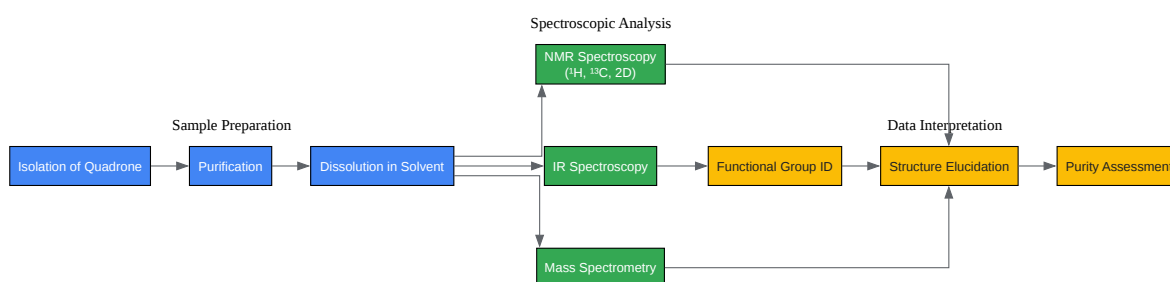 Spectroscopic Analysis
NMR Spectroscopy
(¹H, ¹³C, 2D)
Sample Preparation
Data Interpretation
Isolation of Quadrone
Purification
Dissolution in Solvent
IR Spectroscopy
Functional Group ID
Structure Elucidation
Purity Assessment
Mass Spectrometry